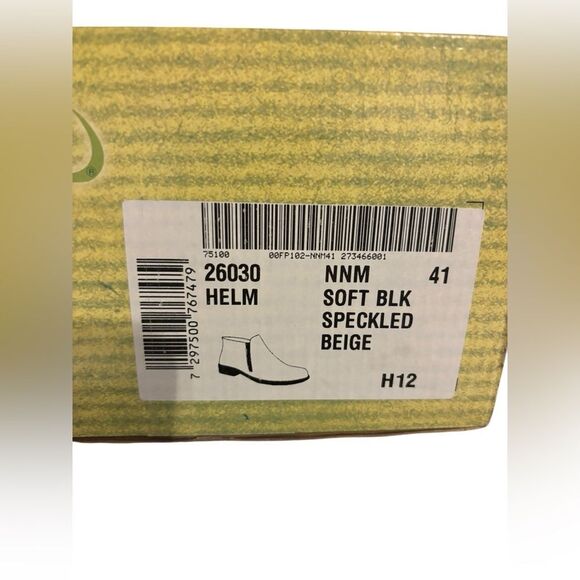 ®
75100 00FP102-NNM41 273466001
26030 NNM 41
HELM SOFT BLK
SPECKLED
BEIGE
H12
7 297500 767479